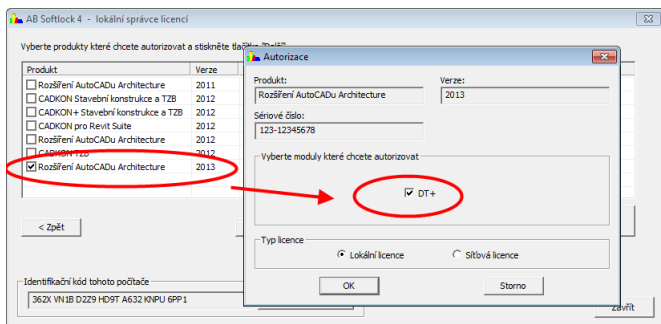 AB Softlock 4 - lokální správce licencí
Vyberte produkty které chcete autorizovat a stiskněte
Produkt Verze
Rozšíření AutoCADu Architecture 2011
CADKON Stavební konstrukce a TZB 2012
CADKON+ Stavební konstrukce a TZB 2012
CADKON pro Revit Suite 2012
Rozšíření AutoCADu Architecture 2012
CADKON TZB 2012
Rozšíření AutoCADu Architecture 2013
< Zpět
Identifikační kód tohoto počítače
362X VN1B D2Z9 HD9T A632 KNPU 6PP1
Zavřít
Autorizace
Produkt: Verze:
Rozšíření AutoCADu Architecture 2013
Sériové číslo:
123-12345678
Vyberte moduly které chcete autorizovat
DT+
Typ licence
Lokální licence Síťová licence
OK Storno